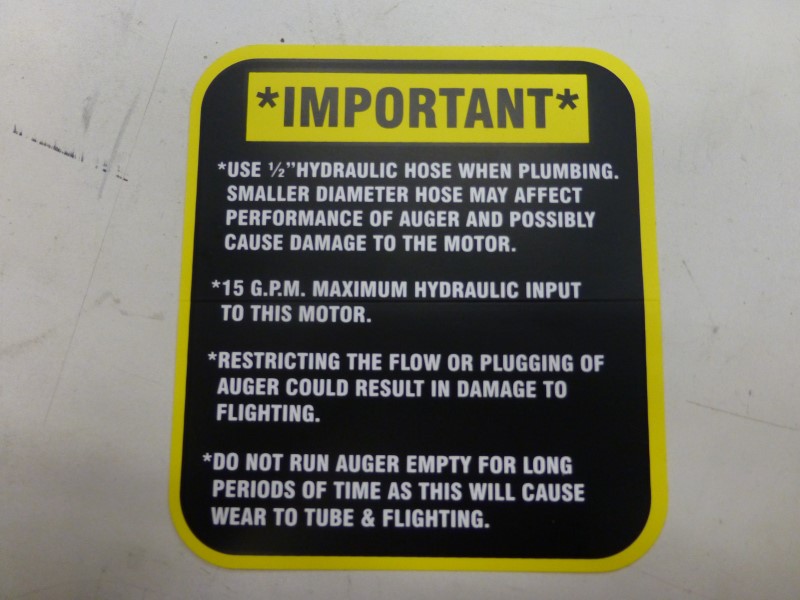 *IMPORTANT*
*USE ½"HYDRAULIC HOSE WHEN PLUMBING.
SMALLER DIAMETER HOSE MAY AFFECT
PERFORMANCE OF AUGER AND POSSIBLY
CAUSE DAMAGE TO THE MOTOR.
*15 G.P.M. MAXIMUM HYDRAULIC INPUT
TO THIS MOTOR.
*RESTRICTING THE FLOW OR PLUGGING OF
AUGER COULD RESULT IN DAMAGE TO
FLIGHTING.
*DO NOT RUN AUGER EMPTY FOR LONG
PERIODS OF TIME AS THIS WILL CAUSE
WEAR TO TUBE & FLIGHTING.